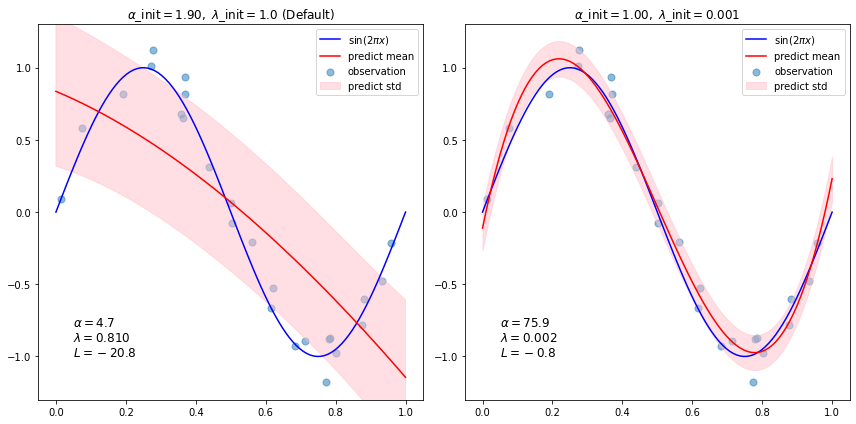 α_init=1.90, λ_init=1.0 (Default)
sin(2πx)
predict mean
observation
predict std
1.0
0.5
0.0
−0.5
−1.0
α=4.7
λ=0.810
L=−20.8
0.0 0.2 0.4 0.6 0.8 1.0
α_init=1.00, λ_init=0.001
sin(2πx)
predict mean
observation
predict std
1.0
0.5
0.0
−0.5
−1.0
α=75.9
λ=0.002
L=−0.8
0.0 0.2 0.4 0.6 0.8 1.0